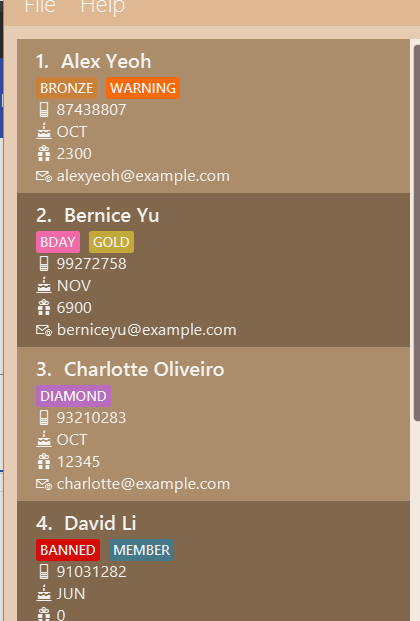 File Help
1. Alex Yeoh
BRONZE WARNING
87438807
OCT
2300
alexyeoh@example.com
2. Bernice Yu
BDAY GOLD
99272758
NOV
6900
berniceyu@example.com
3. Charlotte Oliveiro
DIAMOND
93210283
OCT
12345
charlotte@example.com
4. David Li
BANNED MEMBER
91031282
JUN
0